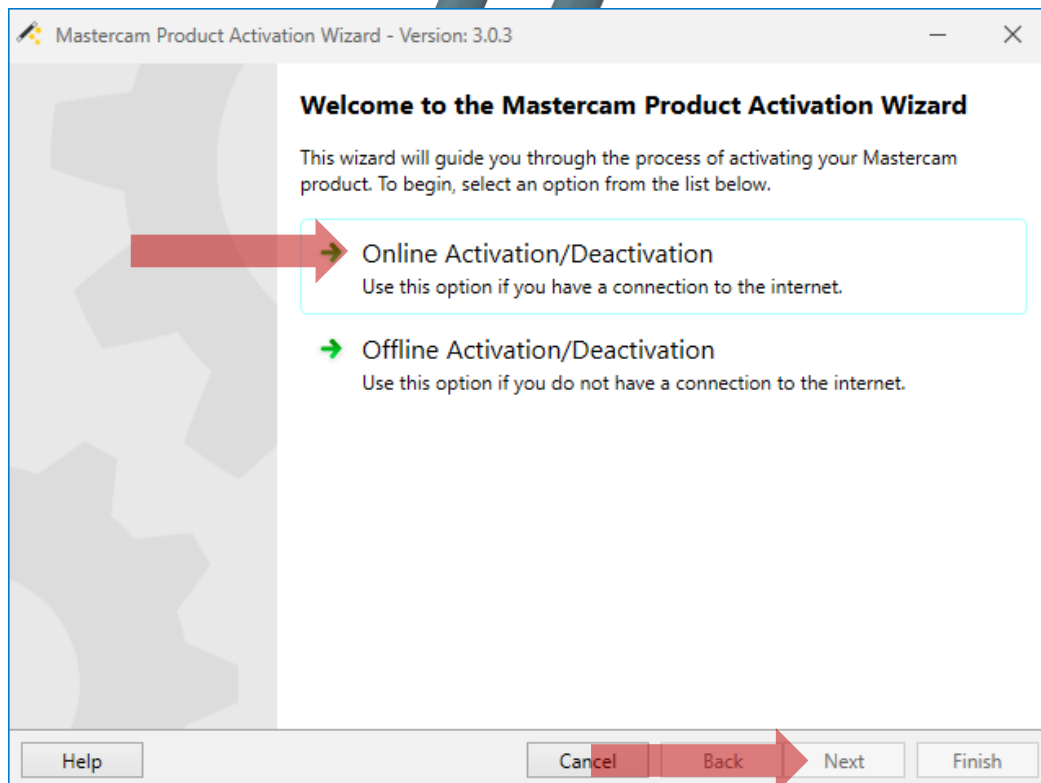 Mastercam Product Activation Wizard - Version: 3.0.3
Welcome to the Mastercam Product Activation Wizard
This wizard will guide you through the process of activating your Mastercam
product. To begin, select an option from the list below.
Online Activation/Deactivation
Use this option if you have a connection to the internet.
Offline Activation/Deactivation
Use this option if you do not have a connection to the internet.
Help Cancel Back Next Finish